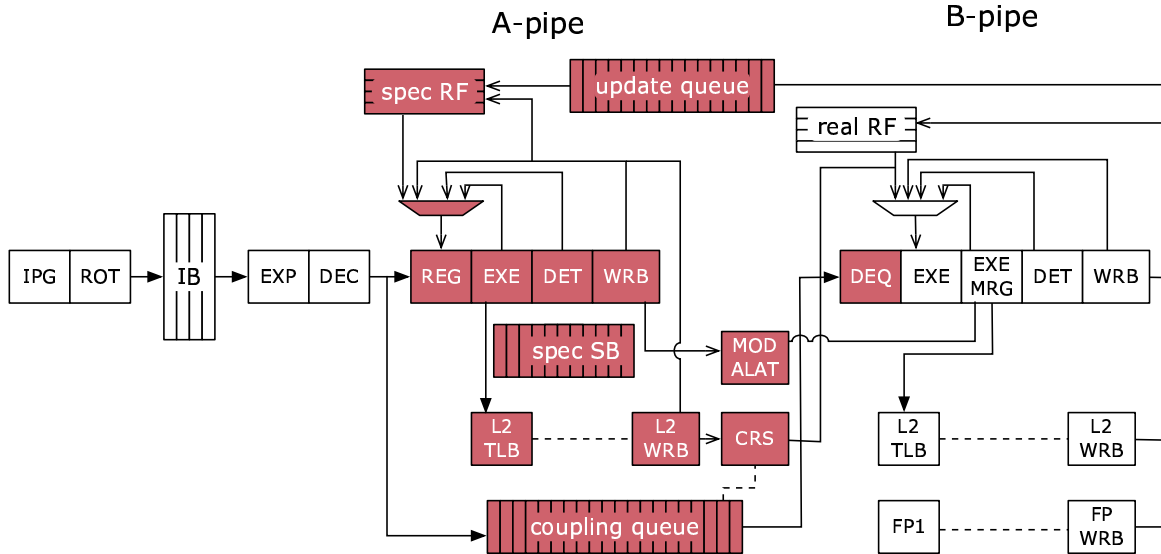 A-pipe
B-pipe
spec RF
update queue
real RF
IPG
ROT
IB
EXP
DEC
REG
EXE
DET
WRB
DEQ
EXE
EXE
MRG
DET
WRB
spec SB
MOD
ALAT
L2
TLB
L2
WRB
CRS
L2
TLB
L2
WRB
coupling queue
FP1
FP
WRB